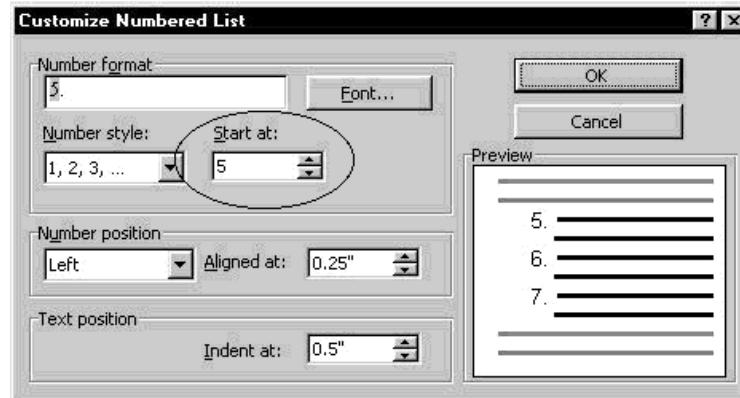 Customize Numbered List
Number format
5.
Font...
Number style:
Start at:
1, 2, 3, ...
5
Number position
Left
Aligned at:
0.25"
Text position
Indent at:
0.5"
OK
Cancel
Preview
5.
6.
7.